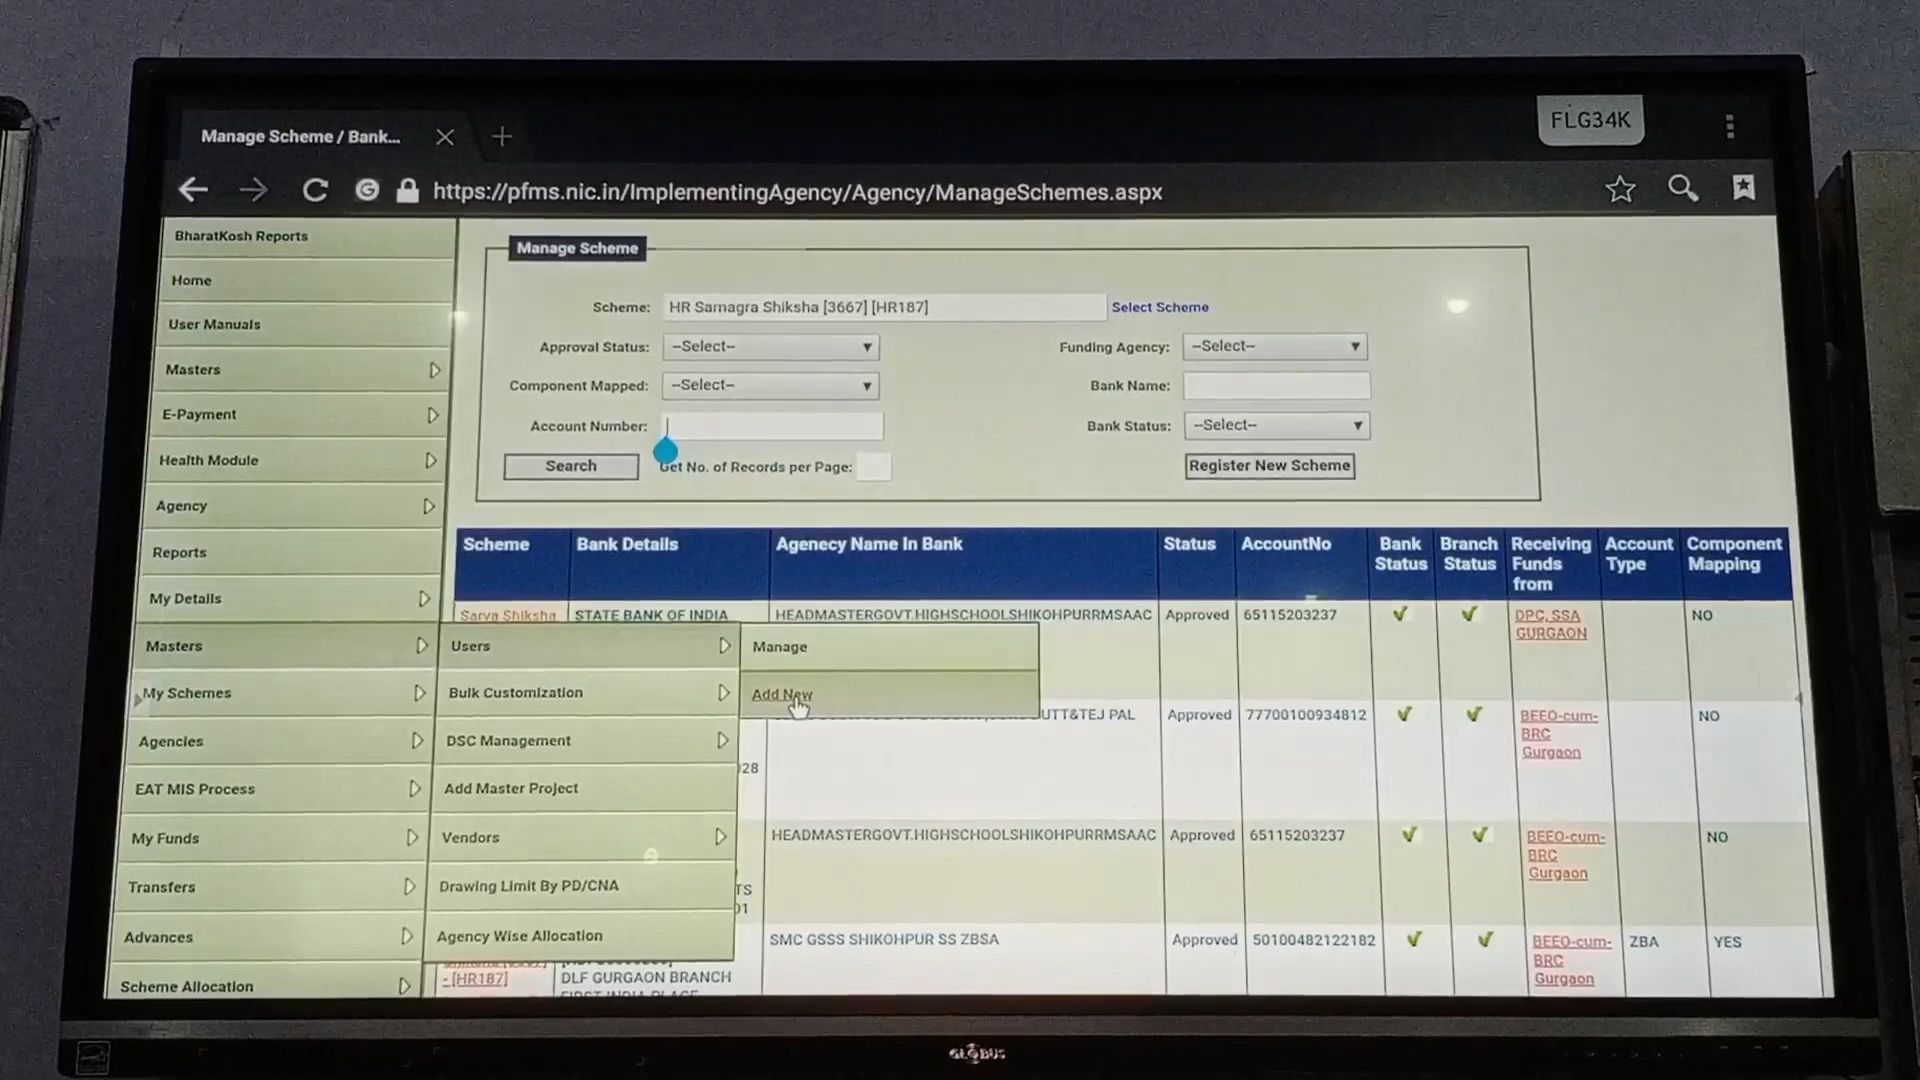 Manage Scheme / Bank...
FLG34K
https://pfms.nic.in/ImplementingAgency/Agency/ManageSchemes.aspx
BharatKosh Reports
Home
User Manuals
Masters
E-Payment
Health Module
Agency
Reports
My Details
Masters
My Schemes
Agencies
EAT MIS Process
My Funds
Transfers
Advances
Scheme Allocation
Users
Bulk Customization
DSC Management
Add Master Project
Vendors
Drawing Limit By PD/CNA
Agency Wise Allocation
Manage
Add New
Manage Scheme
Scheme: HR Samagra Shiksha [3667] [HR187] Select Scheme
Approval Status: --Select-- Funding Agency: --Select--
Component Mapped: --Select-- Bank Name:
Account Number: Bank Status: --Select--
Search Get No. of Records per Page: Register New Scheme
Scheme Bank Details Agenecy Name In Bank Status AccountNo Bank Status Branch Status Receiving Funds from Account Type Component Mapping
Sarva Shiksha STATE BANK OF INDIA HEADMASTERGOVT.HIGHSCHOOLSHIKOHPURRMSAAC Approved 65115203237 DPC, SSA GURGAON NO
UTT&TEJ PAL Approved 77700100934812 BEEO-cum-BRC Gurgaon NO
028
HEADMASTERGOVT.HIGHSCHOOLSHIKOHPURRMSAAC Approved 65115203237 BEEO-cum-BRC Gurgaon NO
TS
01
SMC GSSS SHIKOHPUR SS ZBSA Approved 50100482122182 BEEO-cum-BRC Gurgaon ZBA YES
- [HR187] DLF GURGAON BRANCH
FIRST INDIA PLACE
GLOBUS